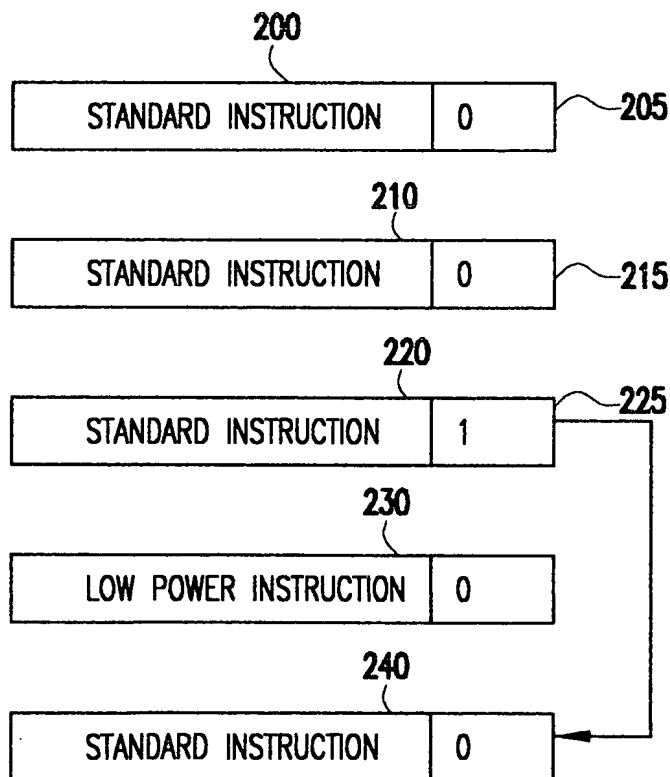 200
STANDARD INSTRUCTION 0 205
210
STANDARD INSTRUCTION 0 215
220
STANDARD INSTRUCTION 1 225
230
LOW POWER INSTRUCTION 0
240
STANDARD INSTRUCTION 0